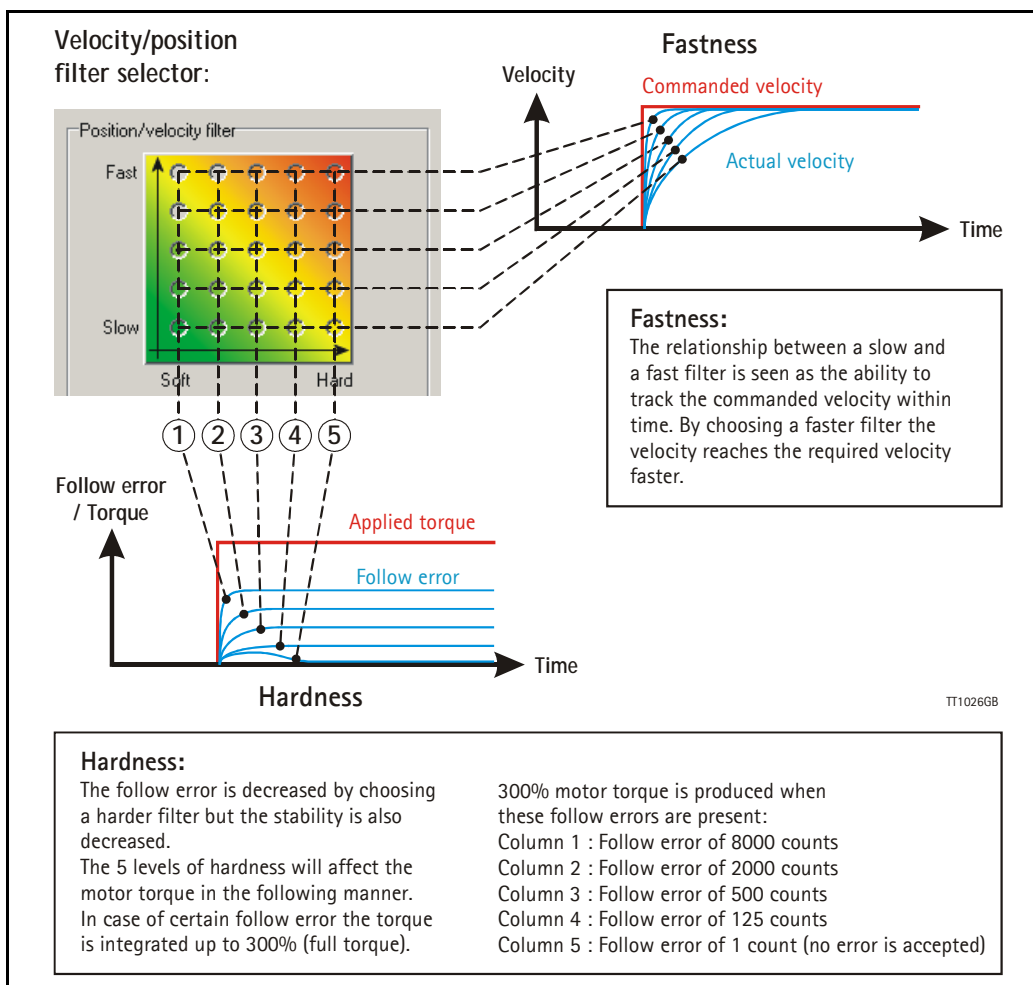 Velocity/position
filter selector:
Position/velocity filter
Fast
Slow
Soft
Hard
1 2 3 4 5
Fastness
Velocity
Commanded velocity
Actual velocity
Time
Fastness:
The relationship between a slow and
a fast filter is seen as the ability to
track the commanded velocity within
time. By choosing a faster filter the
velocity reaches the required velocity
faster.
Follow error
/ Torque
Applied torque
Follow error
Time
Hardness
TT1026GB
Hardness:
The follow error is decreased by choosing
a harder filter but the stability is also
decreased.
The 5 levels of hardness will affect the
motor torque in the following manner.
In case of certain follow error the torque
is integrated up to 300% (full torque).
300% motor torque is produced when
these follow errors are present:
Column 1 : Follow error of 8000 counts
Column 2 : Follow error of 2000 counts
Column 3 : Follow error of 500 counts
Column 4 : Follow error of 125 counts
Column 5 : Follow error of 1 count (no error is accepted)